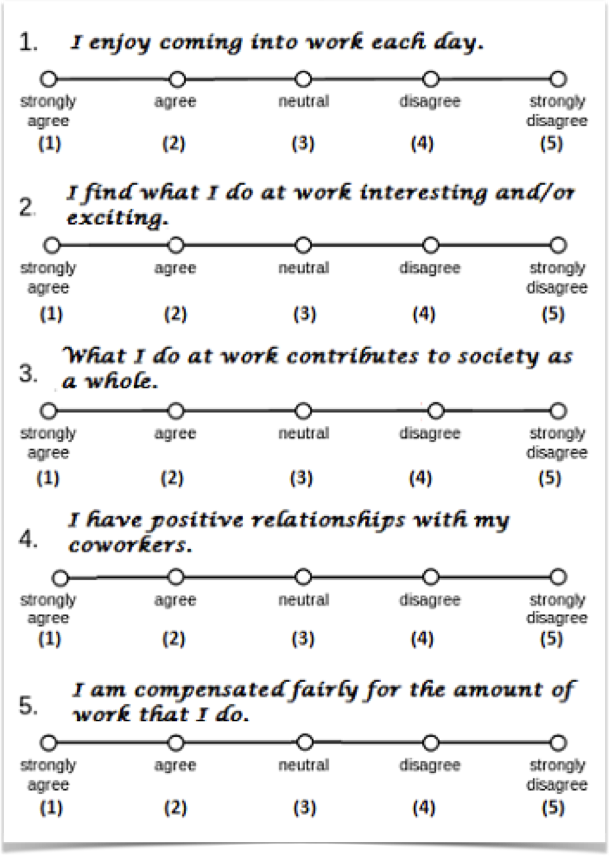 1. I enjoy coming into work each day.
strongly agree neutral disagree strongly
agree disagree
(1) (2) (3) (4) (5)
2. I find what I do at work interesting and/or
exciting.
strongly agree neutral disagree strongly
agree disagree
(1) (2) (3) (4) (5)
3. What I do at work contributes to society as
a whole.
strongly agree neutral disagree strongly
agree disagree
(1) (2) (3) (4) (5)
4. I have positive relationships with my
coworkers.
strongly agree neutral disagree strongly
agree disagree
(1) (2) (3) (4) (5)
5. I am compensated fairly for the amount of
work that I do.
strongly agree neutral disagree strongly
agree disagree
(1) (2) (3) (4) (5)